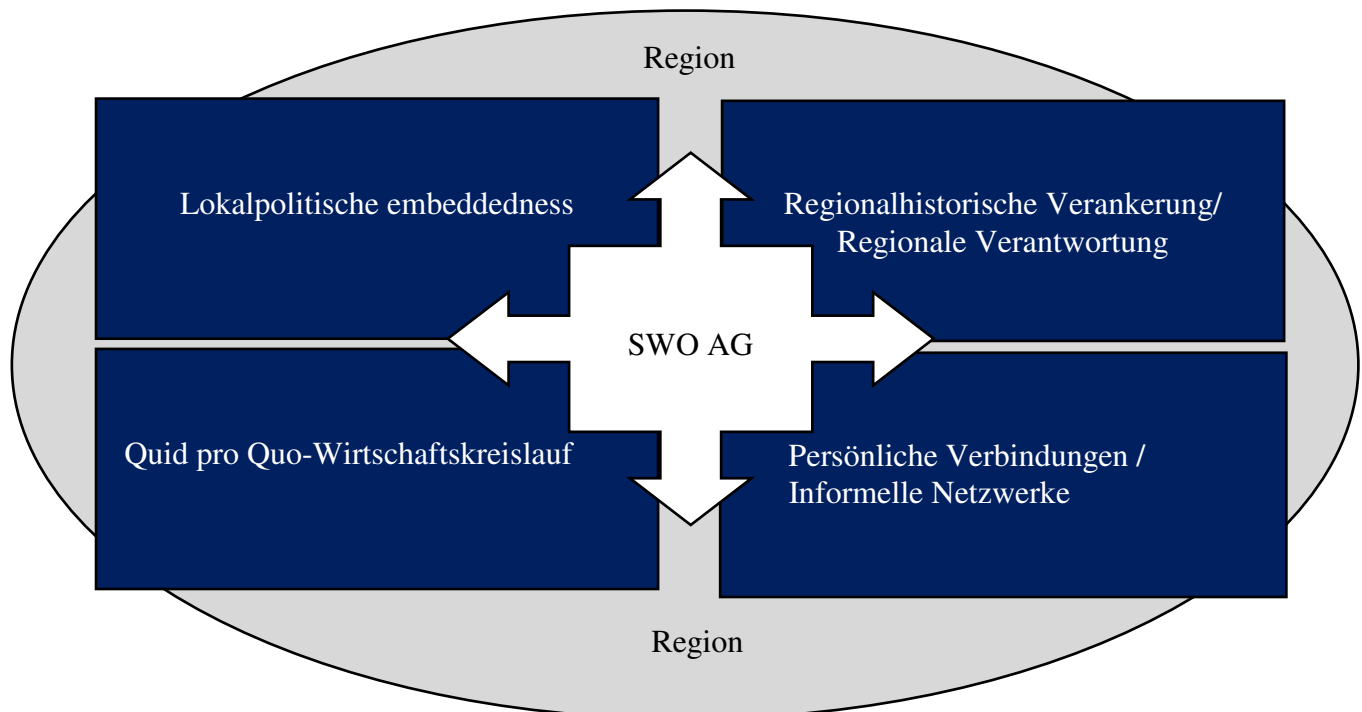 Region
Lokalpolitische embeddedness
Regionalhistorische Verankerung/
Regionale Verantwortung
SWO AG
Quid pro Quo-Wirtschaftskreislauf
Persönliche Verbindungen /
Informelle Netzwerke
Region